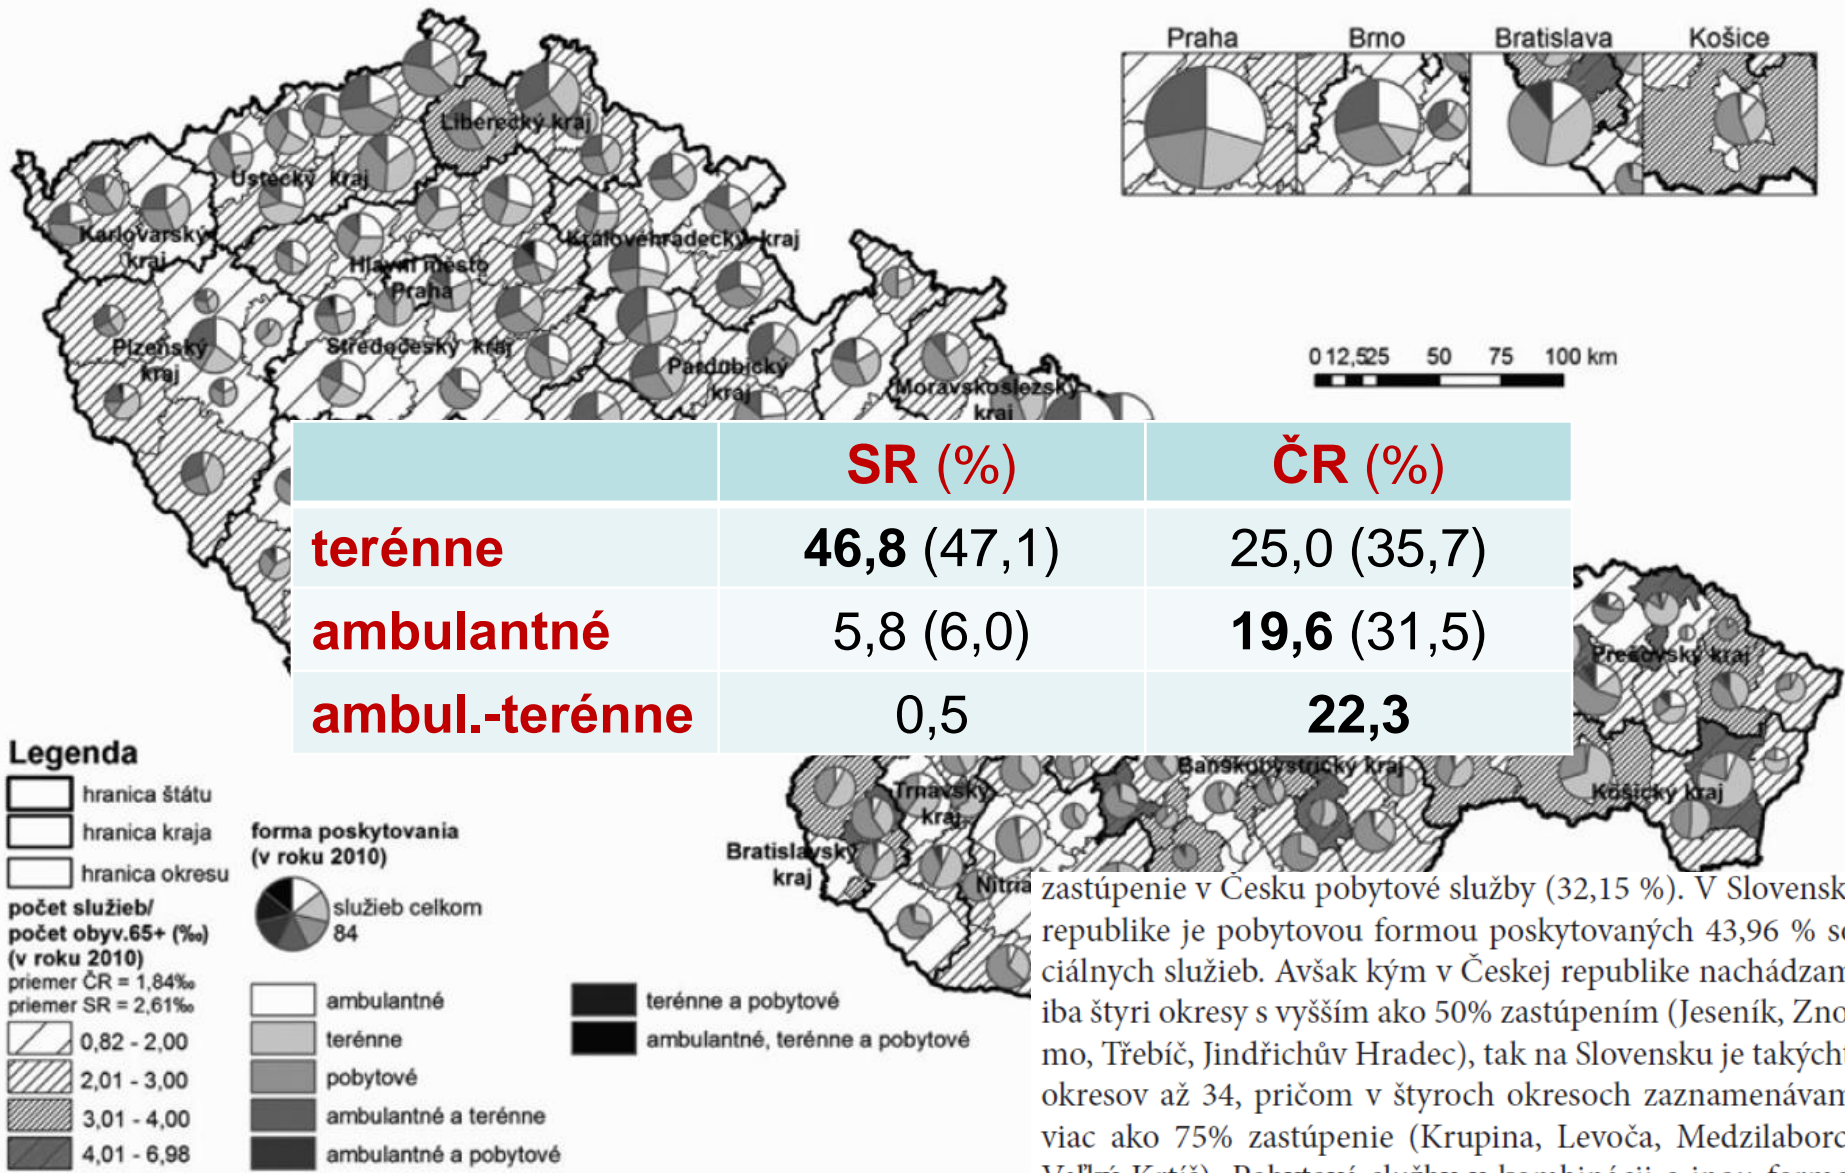 Praha Brno Bratislava Košice
Liberecký kraj
Ústecký kraj
Karlovarský
kraj
Královéhradecký kraj
Hlavní město
Praha
Plzeňský
kraj
Středočeský kraj
Pardubický
kraj
Moravskoslezský
kraj
0 12,525 50 75 100 km
SR (%) ČR (%)
terénne 46,8 (47,1) 25,0 (35,7)
ambulantné 5,8 (6,0) 19,6 (31,5)
ambul.-terénne 0,5 22,3
Prešovský kraj
Banskobystrický kraj
Košický kraj
Trnavský
kraj
Bratislavský
kraj
Nitria
Legenda
hranica štátu
hranica kraja
hranica okresu
počet služieb/
počet obyv.65+ (‰)
(v roku 2010)
priemer ČR = 1,84‰
priemer SR = 2,61‰
0,82 - 2,00
2,01 - 3,00
3,01 - 4,00
4,01 - 6,98
forma poskytovania
(v roku 2010)
služieb celkom
84
ambulantné
terénne
pobytové
ambulantné a terénne
ambulantné a pobytové
terénne a pobytové
ambulantné, terénne a pobytové
zastúpenie v Česku pobytové služby (32,15 %). V Slovensk
republike je pobytovou formou poskytovaných 43,96 % so
ciálnych služieb. Avšak kým v Českej republike nachádzam
iba štyri okresy s vyšším ako 50% zastúpením (Jeseník, Zno
mo, Třebíč, Jindřichův Hradec), tak na Slovensku je takých
okresov až 34, pričom v štyroch okresoch zaznamenávam
viac ako 75% zastúpenie (Krupina, Levoča, Medzilaborc